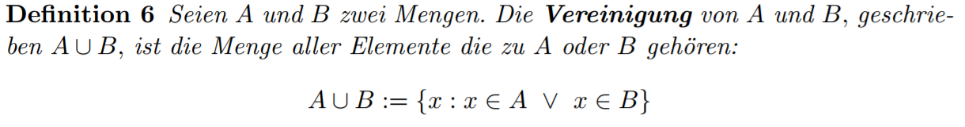 Definition 6 Seien A und B zwei Mengen. Die Vereinigung von A und B, geschrie-
ben A ∪ B, ist die Menge aller Elemente die zu A oder B gehören:
A ∪ B := {x : x ∈ A ∨ x ∈ B}